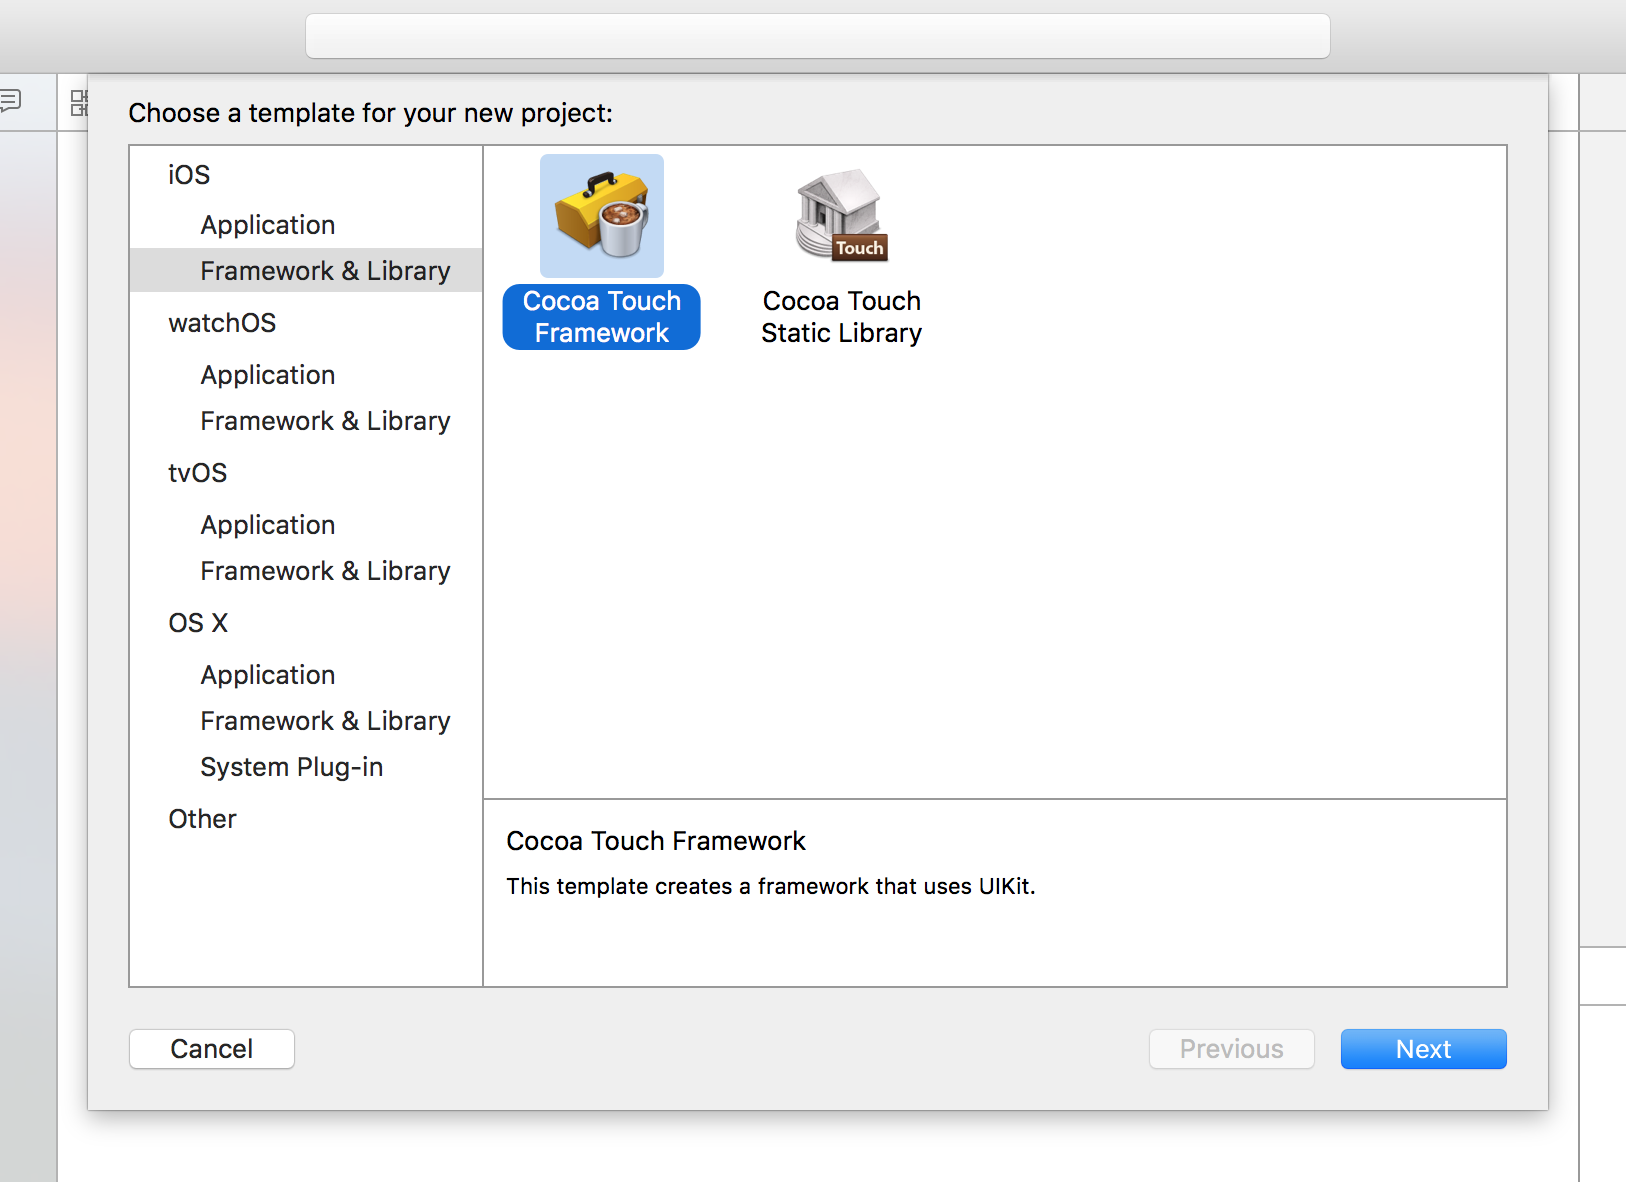 Choose a template for your new project:
iOS
Application
Framework & Library
watchOS
Application
Framework & Library
tvOS
Application
Framework & Library
OS X
Application
Framework & Library
System Plug-in
Other
Touch
Cocoa Touch
Framework
Cocoa Touch
Static Library
Cocoa Touch Framework
This template creates a framework that uses UIKit.
Cancel
Previous
Next